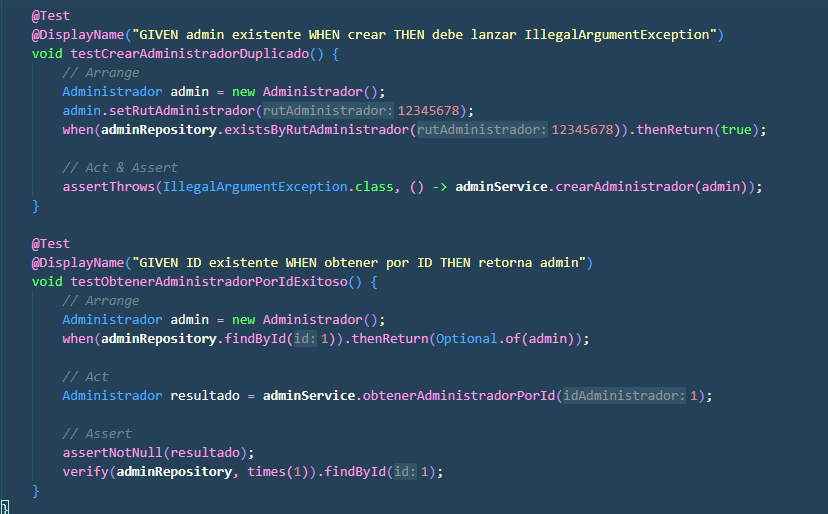 @Test
@DisplayName("GIVEN admin existente WHEN crear THEN debe lanzar IllegalArgumentException")
void testCrearAdministradorDuplicado() {
// Arrange
Administrador admin = new Administrador();
admin.setRutAdministrador(rutAdministrador: 12345678);
when(adminRepository.existsByRutAdministrador(rutAdministrador: 12345678)).thenReturn(true);
// Act & Assert
assertThrows(IllegalArgumentException.class, () -> adminService.crearAdministrador(admin));
}
@Test
@DisplayName("GIVEN ID existente WHEN obtener por ID THEN retorna admin")
void testObtenerAdministradorPorIdExitoso() {
// Arrange
Administrador admin = new Administrador();
when(adminRepository.findById(id: 1)).thenReturn(Optional.of(admin));
// Act
Administrador resultado = adminService.obtenerAdministradorPorId(idAdministrador: 1);
// Assert
assertNotNull(resultado);
verify(adminRepository, times(1)).findById(id: 1);
}
}